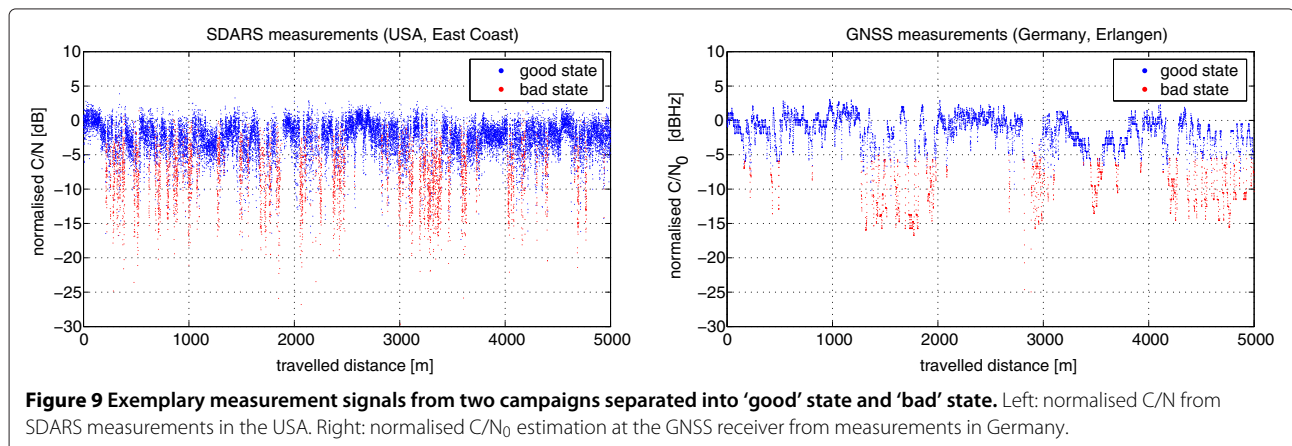 SDARS measurements (USA, East Coast)
10
5
0
−5
−10
−15
−20
−25
−30
normalised C/N [dB]
good state
bad state
0
1000
2000
3000
4000
5000
travelled distance [m]
GNSS measurements (Germany, Erlangen)
10
5
0
−5
−10
−15
−20
−25
−30
normalised C/N₀ [dBHz]
good state
bad state
0
1000
2000
3000
4000
5000
travelled distance [m]
Figure 9 Exemplary measurement signals from two campaigns separated into ‘good’ state and ‘bad’ state. Left: normalised C/N from
SDARS measurements in the USA. Right: normalised C/N₀ estimation at the GNSS receiver from measurements in Germany.